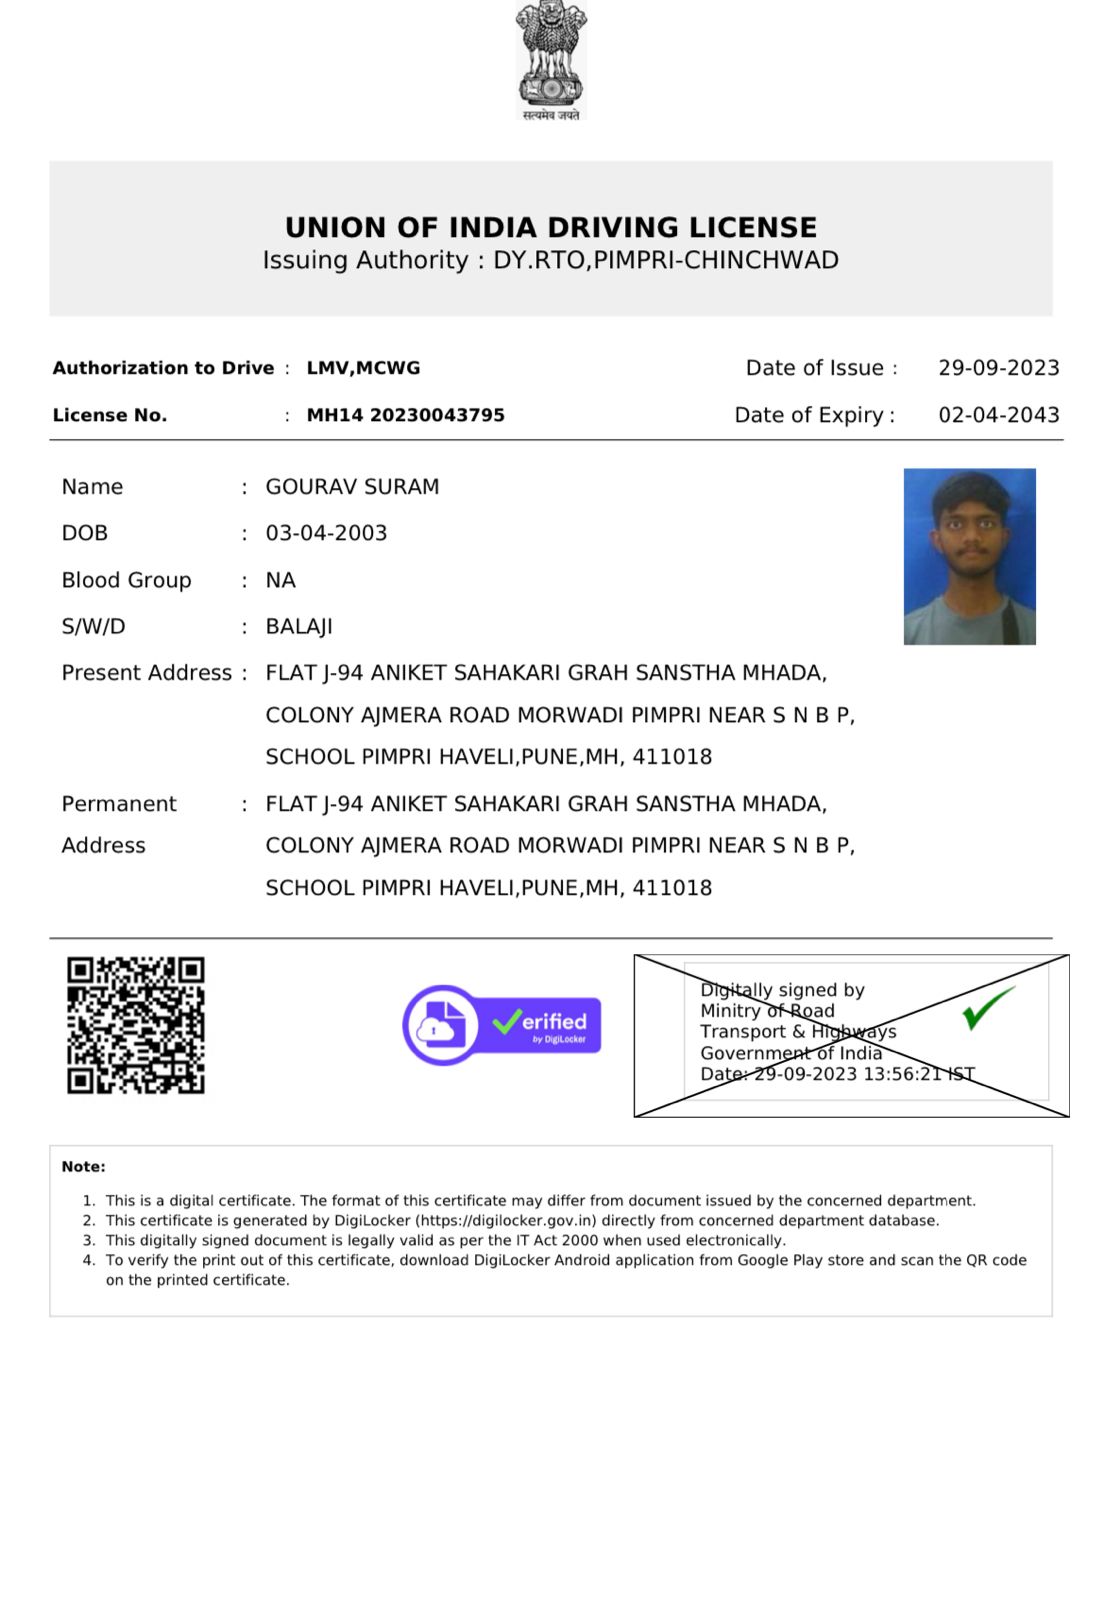 सत्यमेव जयते
UNION OF INDIA DRIVING LICENSE
Issuing Authority : DY.RTO,PIMPRI-CHINCHWAD
Authorization to Drive : LMV,MCWG Date of Issue : 29-09-2023
License No. : MH14 20230043795 Date of Expiry : 02-04-2043
Name : GOURAV SURAM
DOB : 03-04-2003
Blood Group : NA
S/W/D : BALAJI
Present Address : FLAT J-94 ANIKET SAHAKARI GRAH SANSTHA MHADA,
COLONY AJMERA ROAD MORWADI PIMPRI NEAR S N B P,
SCHOOL PIMPRI HAVELI,PUNE,MH, 411018
Permanent : FLAT J-94 ANIKET SAHAKARI GRAH SANSTHA MHADA,
Address COLONY AJMERA ROAD MORWADI PIMPRI NEAR S N B P,
SCHOOL PIMPRI HAVELI,PUNE,MH, 411018
Verified
by DigiLocker
Digitally signed by
Minitry of Road
Transport & Highways
Government of India
Date: 29-09-2023 13:56:21 IST
Note:
1. This is a digital certificate. The format of this certificate may differ from document issued by the concerned department.
2. This certificate is generated by DigiLocker (https://digilocker.gov.in) directly from concerned department database.
3. This digitally signed document is legally valid as per the IT Act 2000 when used electronically.
4. To verify the print out of this certificate, download DigiLocker Android application from Google Play store and scan the QR code
on the printed certificate.